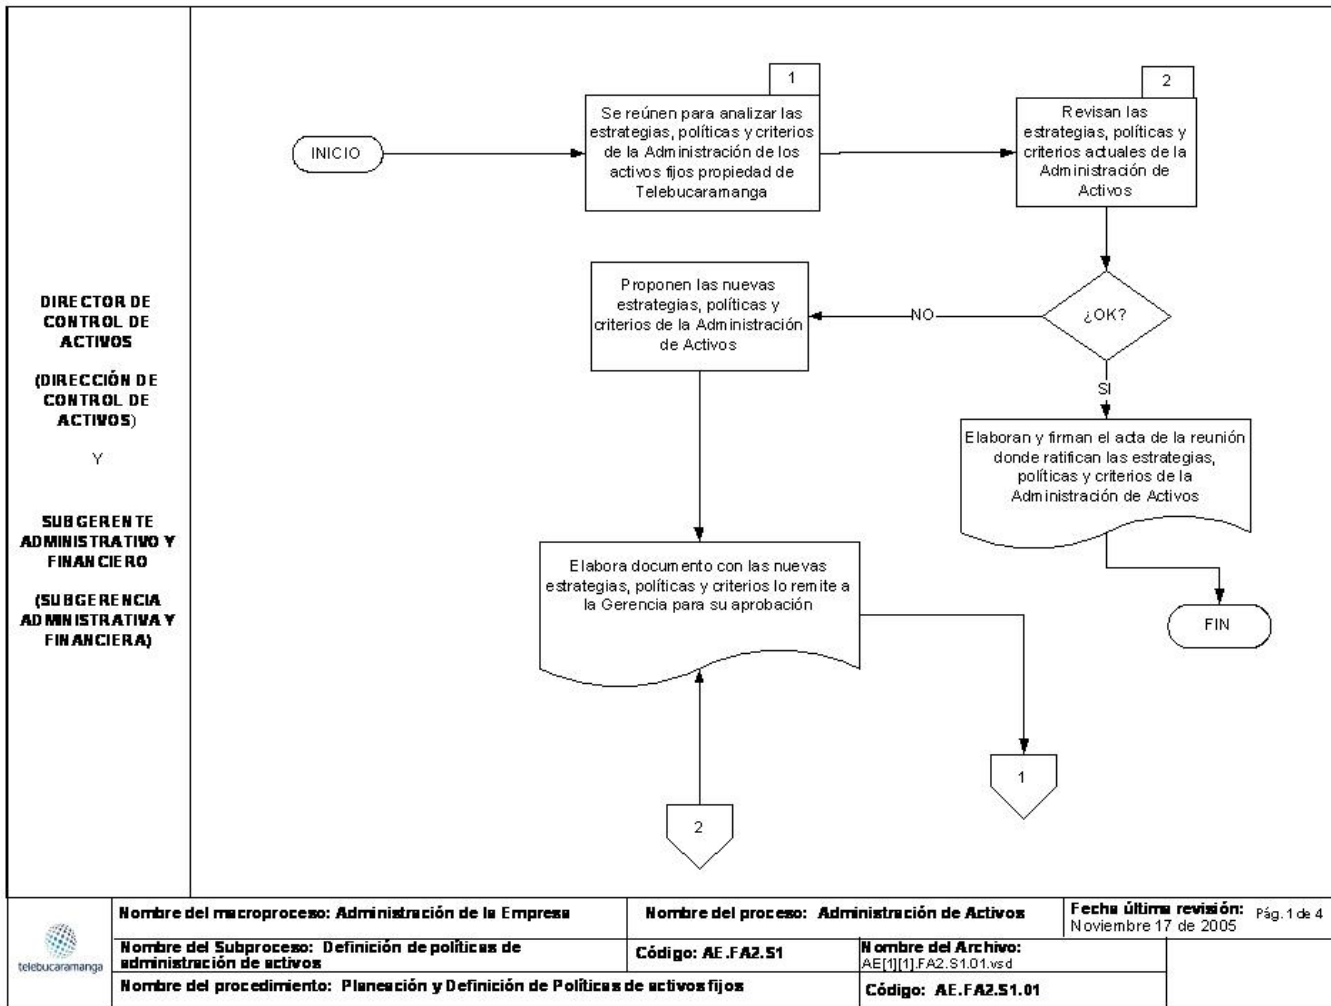 DIRECTOR DE
CONTROL DE
ACTIVOS
(DIRECCIÓN DE
CONTROL DE
ACTIVOS)
Y
SUBGERENTE
ADMINISTRATIVO Y
FINANCIERO
(SUBGERENCIA
ADMINISTRATIVA Y
FINANCIERA)
INICIO
1
Se reúnen para analizar las
estrategias, políticas y criterios
de la Administración de los
activos fijos propiedad de
Telebucaramanga
2
Revisan las
estrategias, políticas y
criterios actuales de la
Administración de
Activos
¿OK?
NO
Proponen las nuevas
estrategias, políticas y
criterios de la Administración
de Activos
SI
Elaboran y firman el acta de la reunión
donde ratifican las estrategias,
políticas y criterios de la
Administración de Activos
FIN
Elabora documento con las nuevas
estrategias, políticas y criterios lo remite a
la Gerencia para su aprobación
1
2
telebucaramanga
Nombre del macroproceso: Administración de la Empresa
Nombre del proceso: Administración de Activos
Fecha última revisión: Pág. 1 de 4
Noviembre 17 de 2005
Nombre del Subproceso: Definición de políticas de
administración de activos
Código: AE.FA2.S1
Nombre del Archivo:
AE[1][1].FA2.S1.01.vsd
Nombre del procedimiento: Planeación y Definición de Políticas de activos fijos
Código: AE.FA2.S1.01